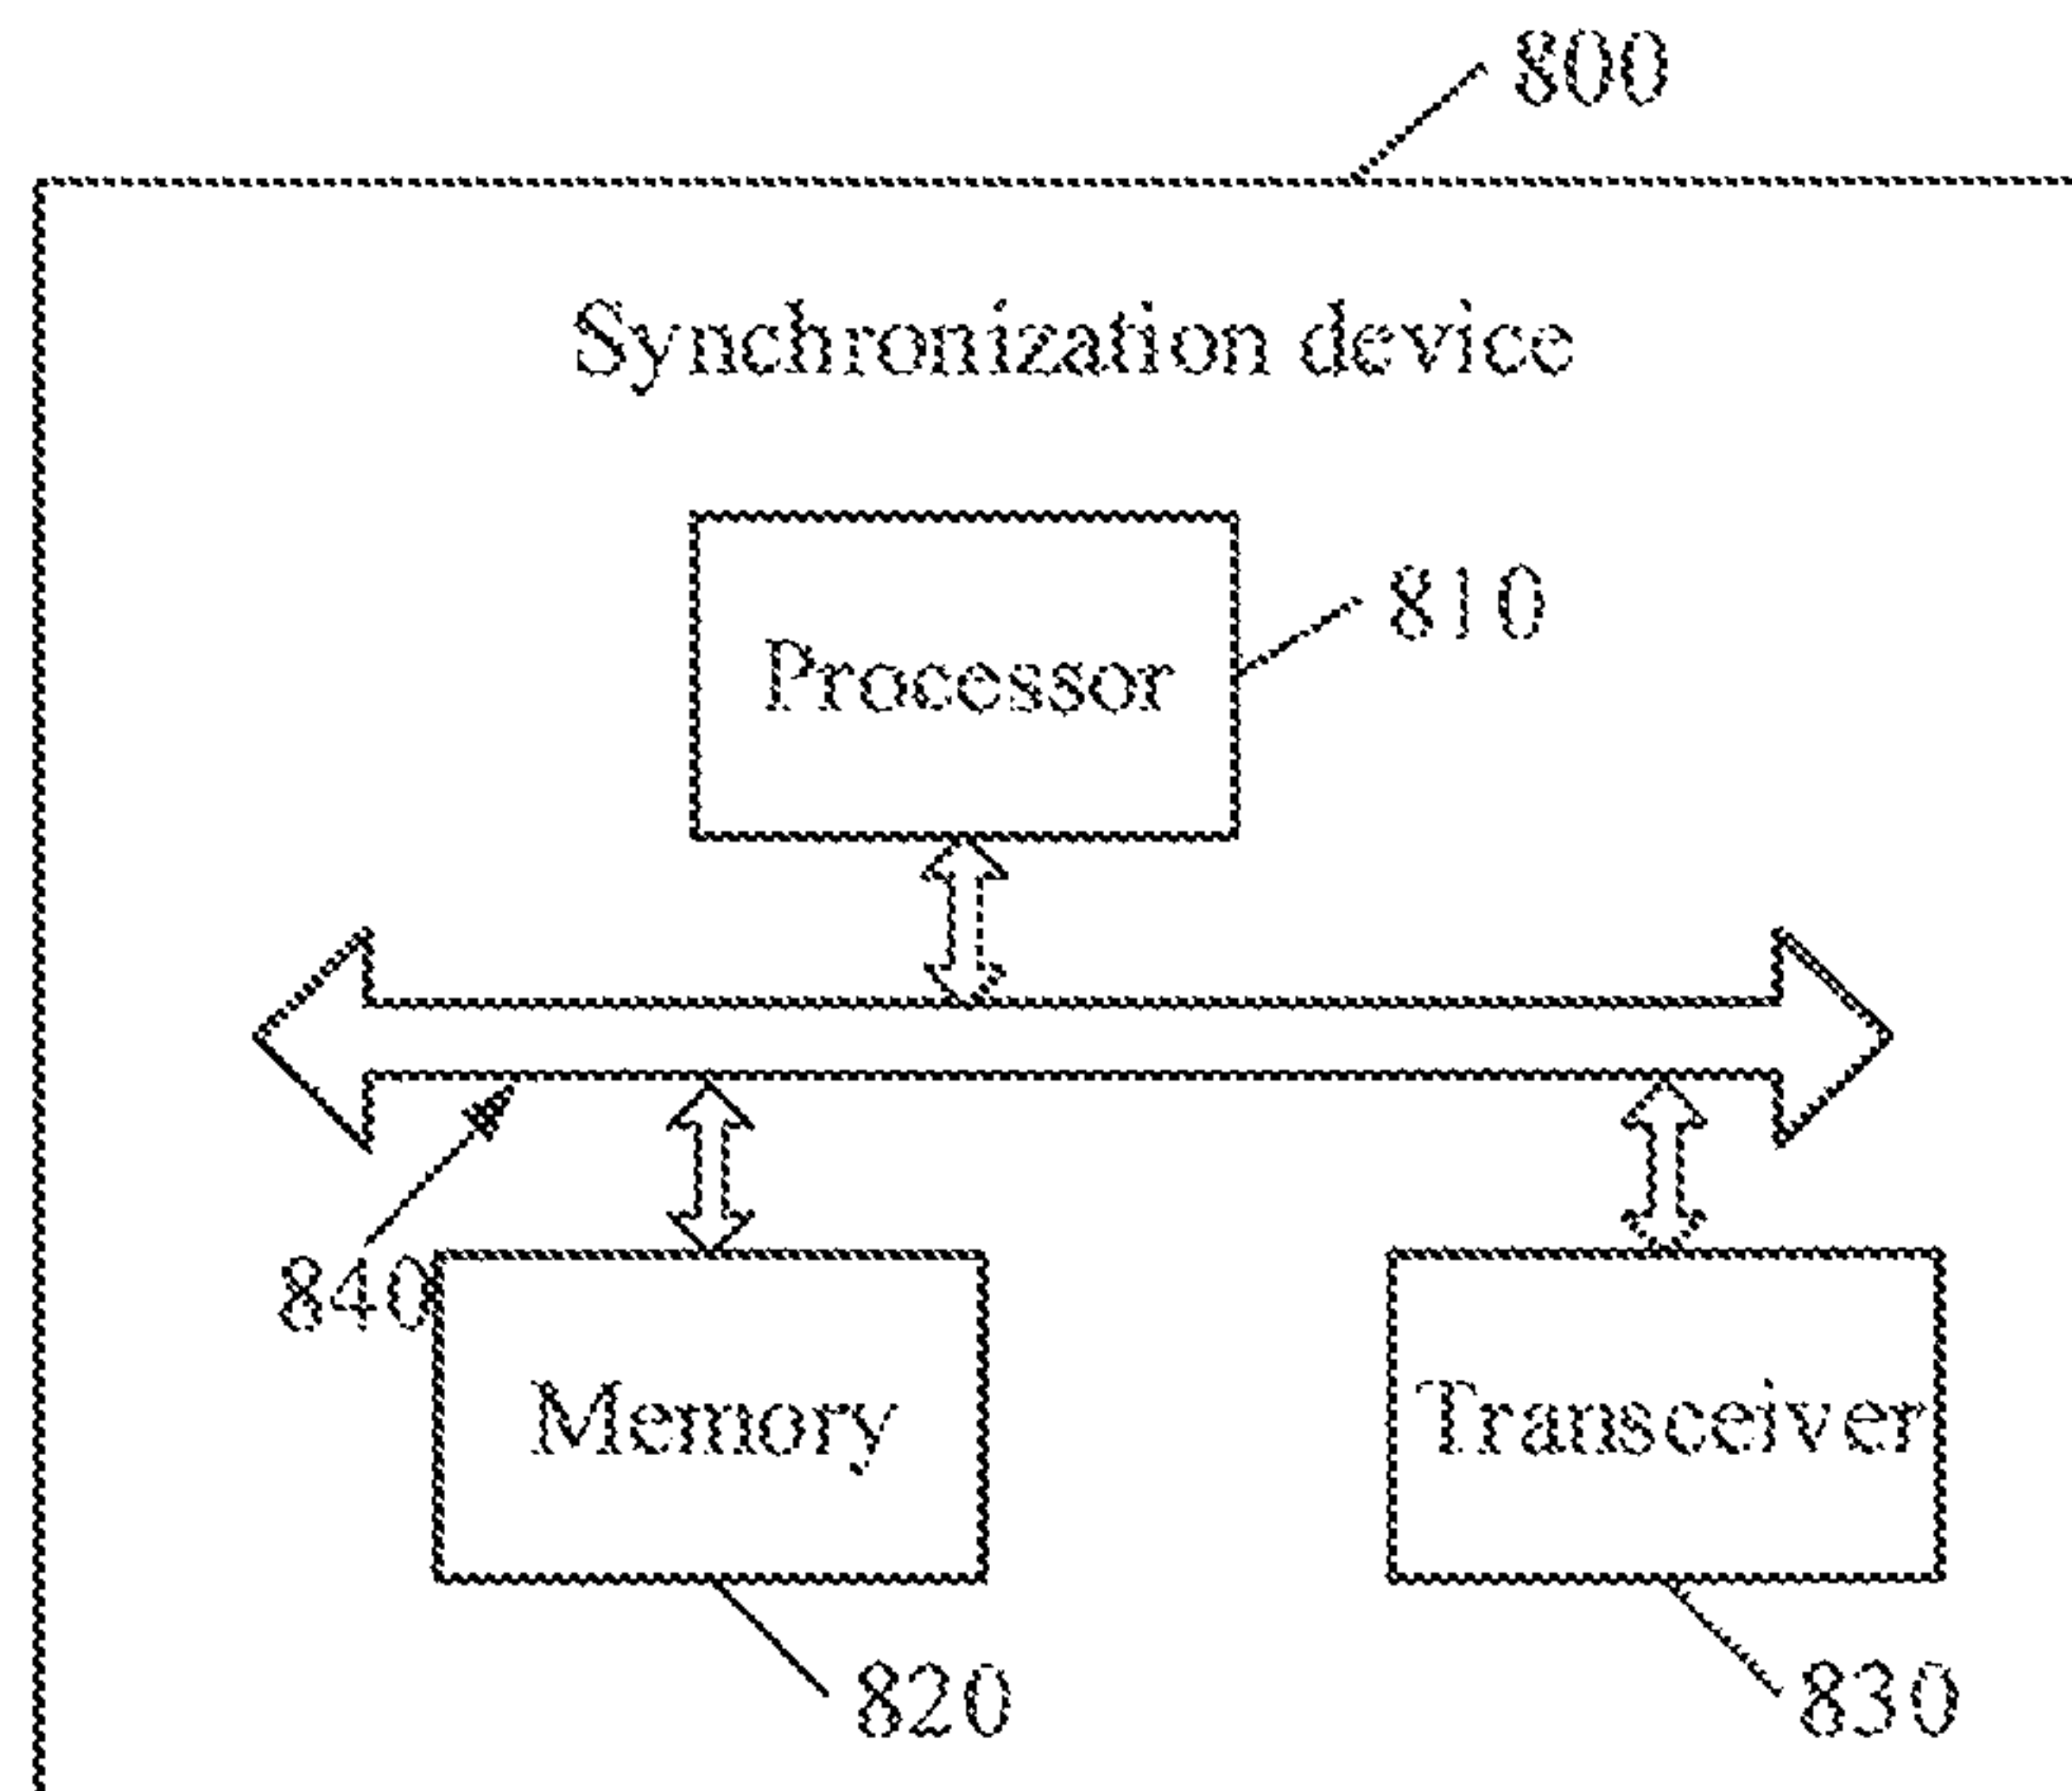 800
Synchronization device
Processor
810
840
Memory
Transceiver
820
830